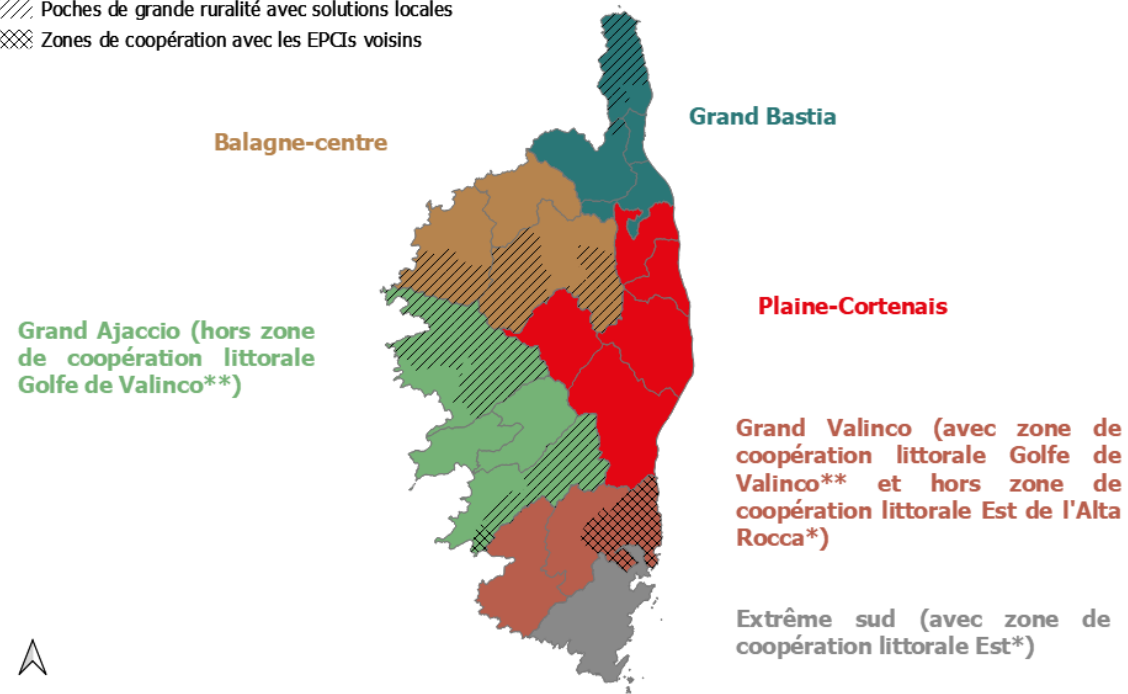 Poches de grande ruralité avec solutions locales
Zones de coopération avec les EPCIs voisins
Grand Bastia
Balagne-centre
Plaine-Cortenais
Grand Ajaccio (hors zone
de coopération littorale
Golfe de Valinco**)
Grand Valinco (avec zone de
coopération littorale Golfe de
Valinco** et hors zone de
coopération littorale Est de l'Alta
Rocca*)
Extrême sud (avec zone de
coopération littorale Est*)